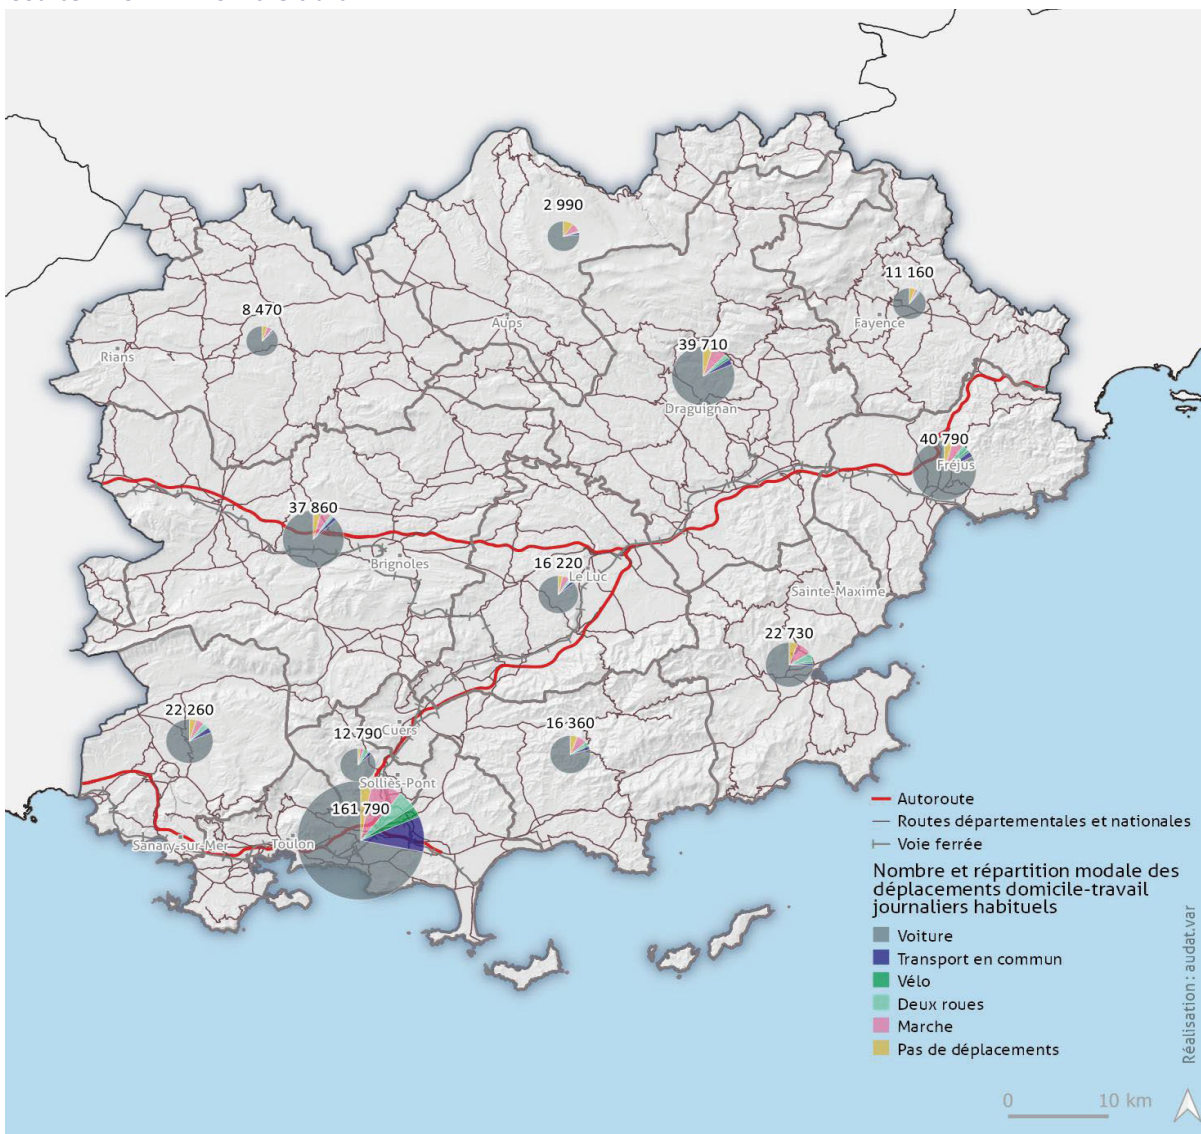 2 990
11 160
8 470
Aups
Fayence
Rians
39 710
Draguignan
40 790
Fréjus
37 860
Brignoles
16 220
Le Luc
Sainte-Maxime
22 730
22 260
12 790
Cuers
16 360
Solliès-Pont
161 790
Sanary-sur-Mer
Toulon
Autoroute
Routes départementales et nationales
Voie ferrée
Nombre et répartition modale des
déplacements domicile-travail
journaliers habituels
Voiture
Transport en commun
Vélo
Deux roues
Marche
Pas de déplacements
Réalisation : audat.var
0 10 km